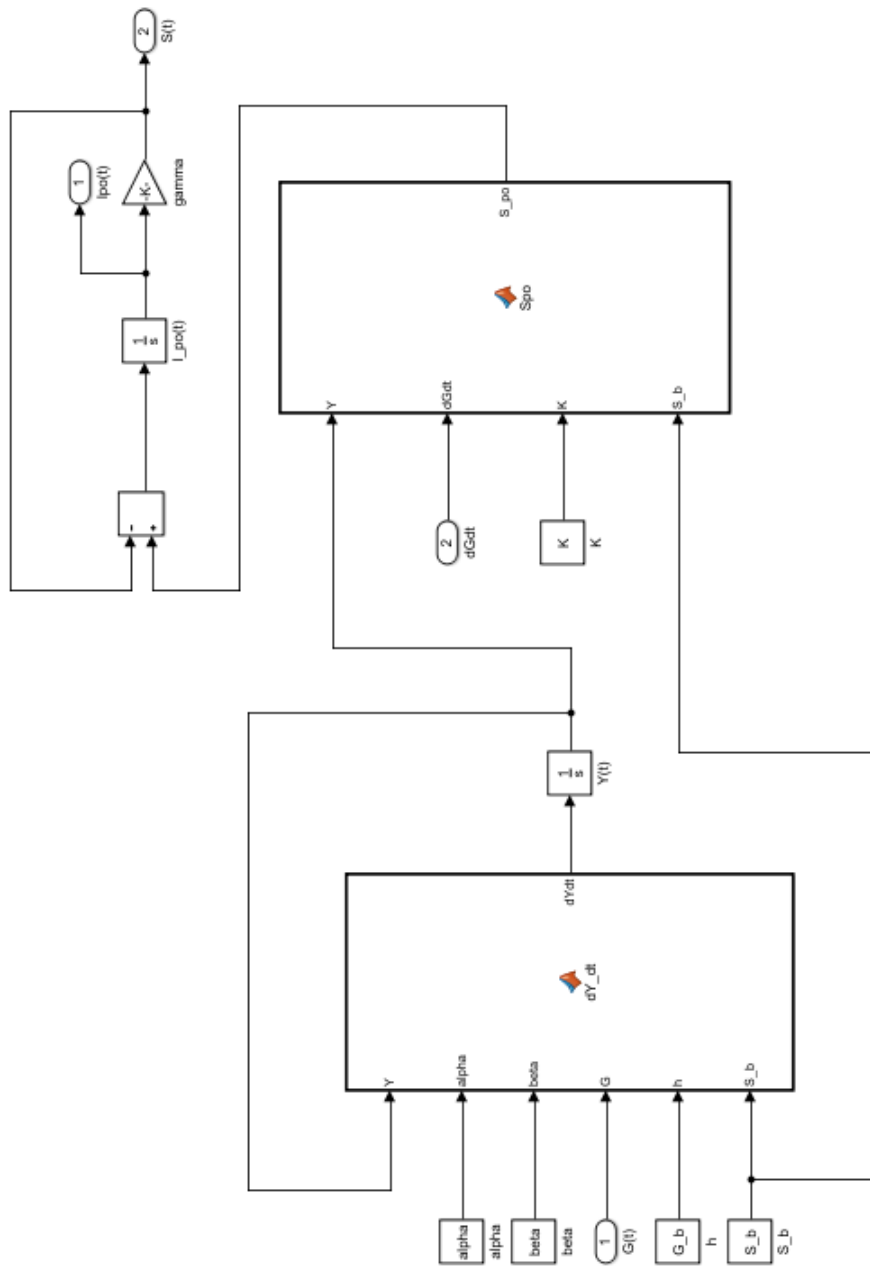 −
+
1
s
I_po(t)
1
Ipo(t)
-K-
gamma
2
S(t)
Y
dGdt
K
S_b
Spo
S_po
2
dGdt
K
K
alpha
alpha
beta
beta
1
G(t)
G_b
h
S_b
S_b
Y
alpha
beta
G
h
S_b
dY_dt
dYdt
1
s
Y(t)